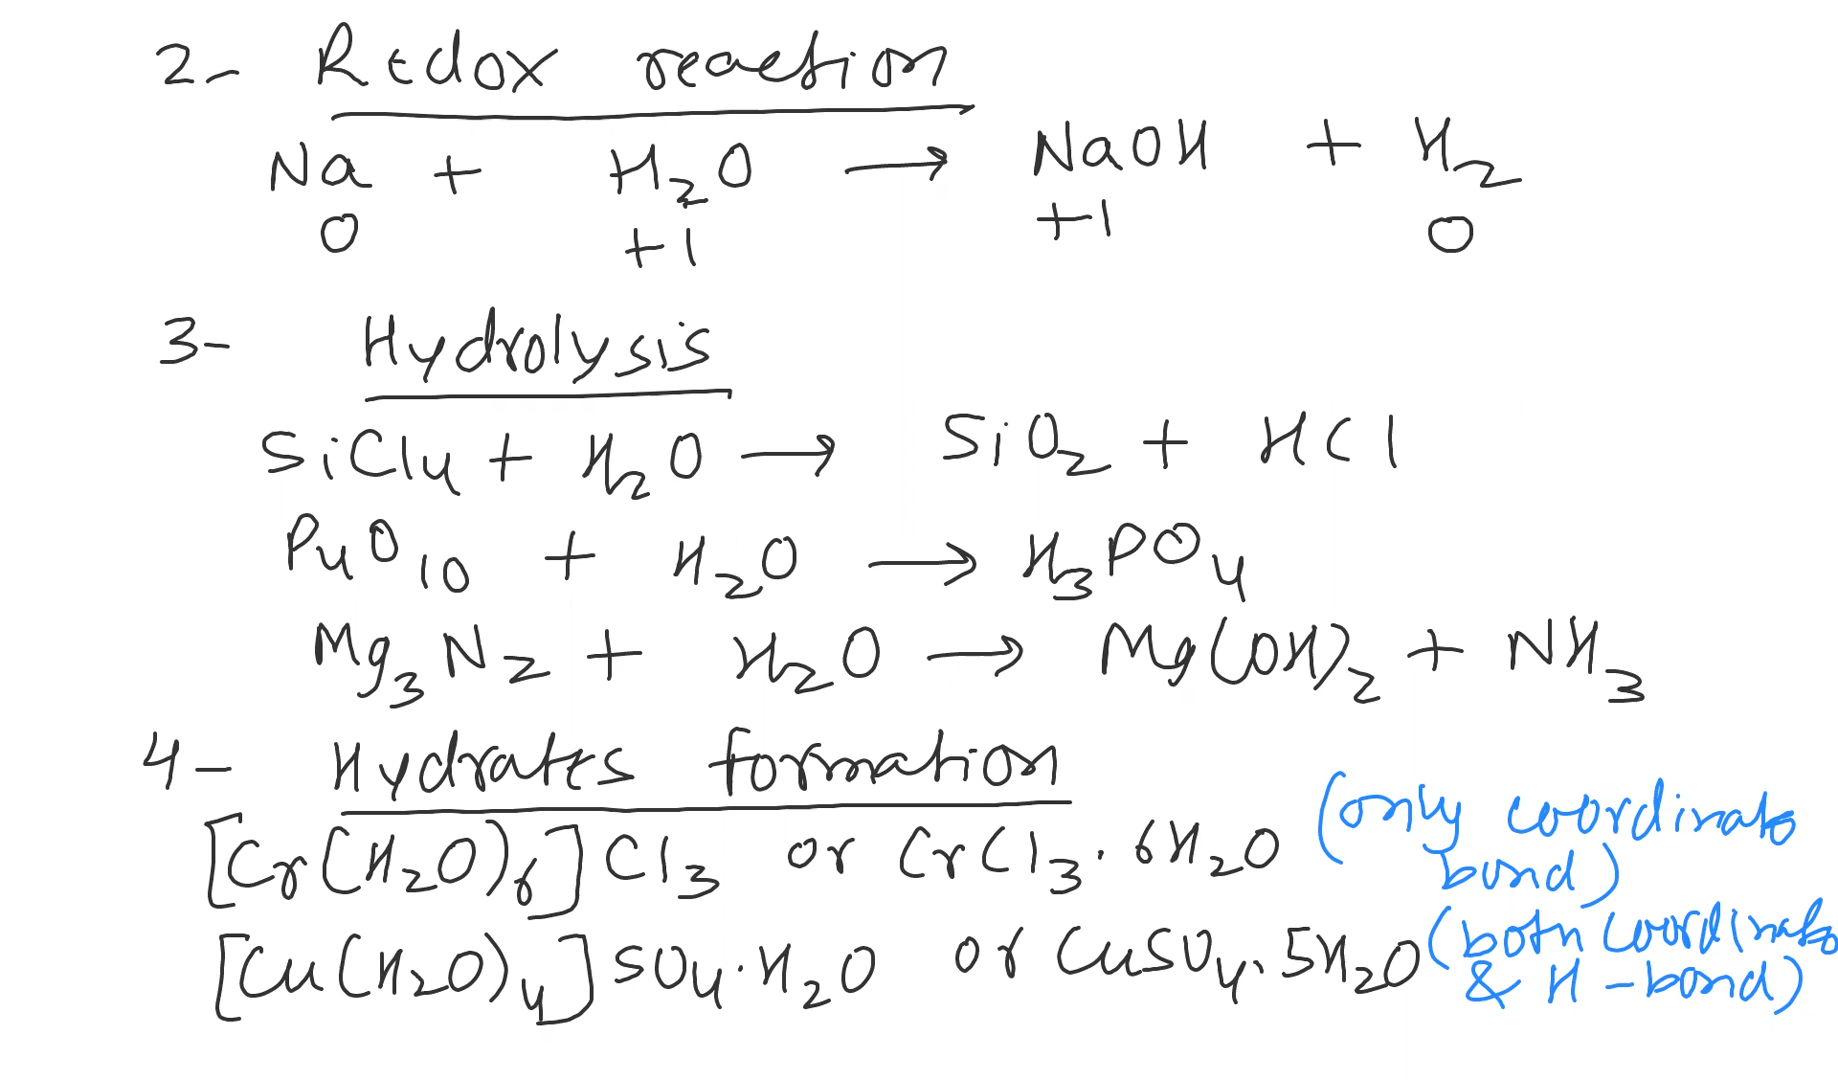 2- Redox reaction
Na + H₂O → NaOH + H₂
0 +1 +1 0
3- Hydrolysis
SiCl₄ + H₂O → SiO₂ + HCl
P₄O₁₀ + H₂O → H₃PO₄
Mg₃N₂ + H₂O → Mg(OH)₂ + NH₃
4- Hydrates formation
[Cr(H₂O)₆]Cl₃ or CrCl₃.6H₂O (only coordinate
bond)
[Cu(H₂O)₄]SO₄.H₂O or CuSO₄.5H₂O (both coordinate
& H-bond)